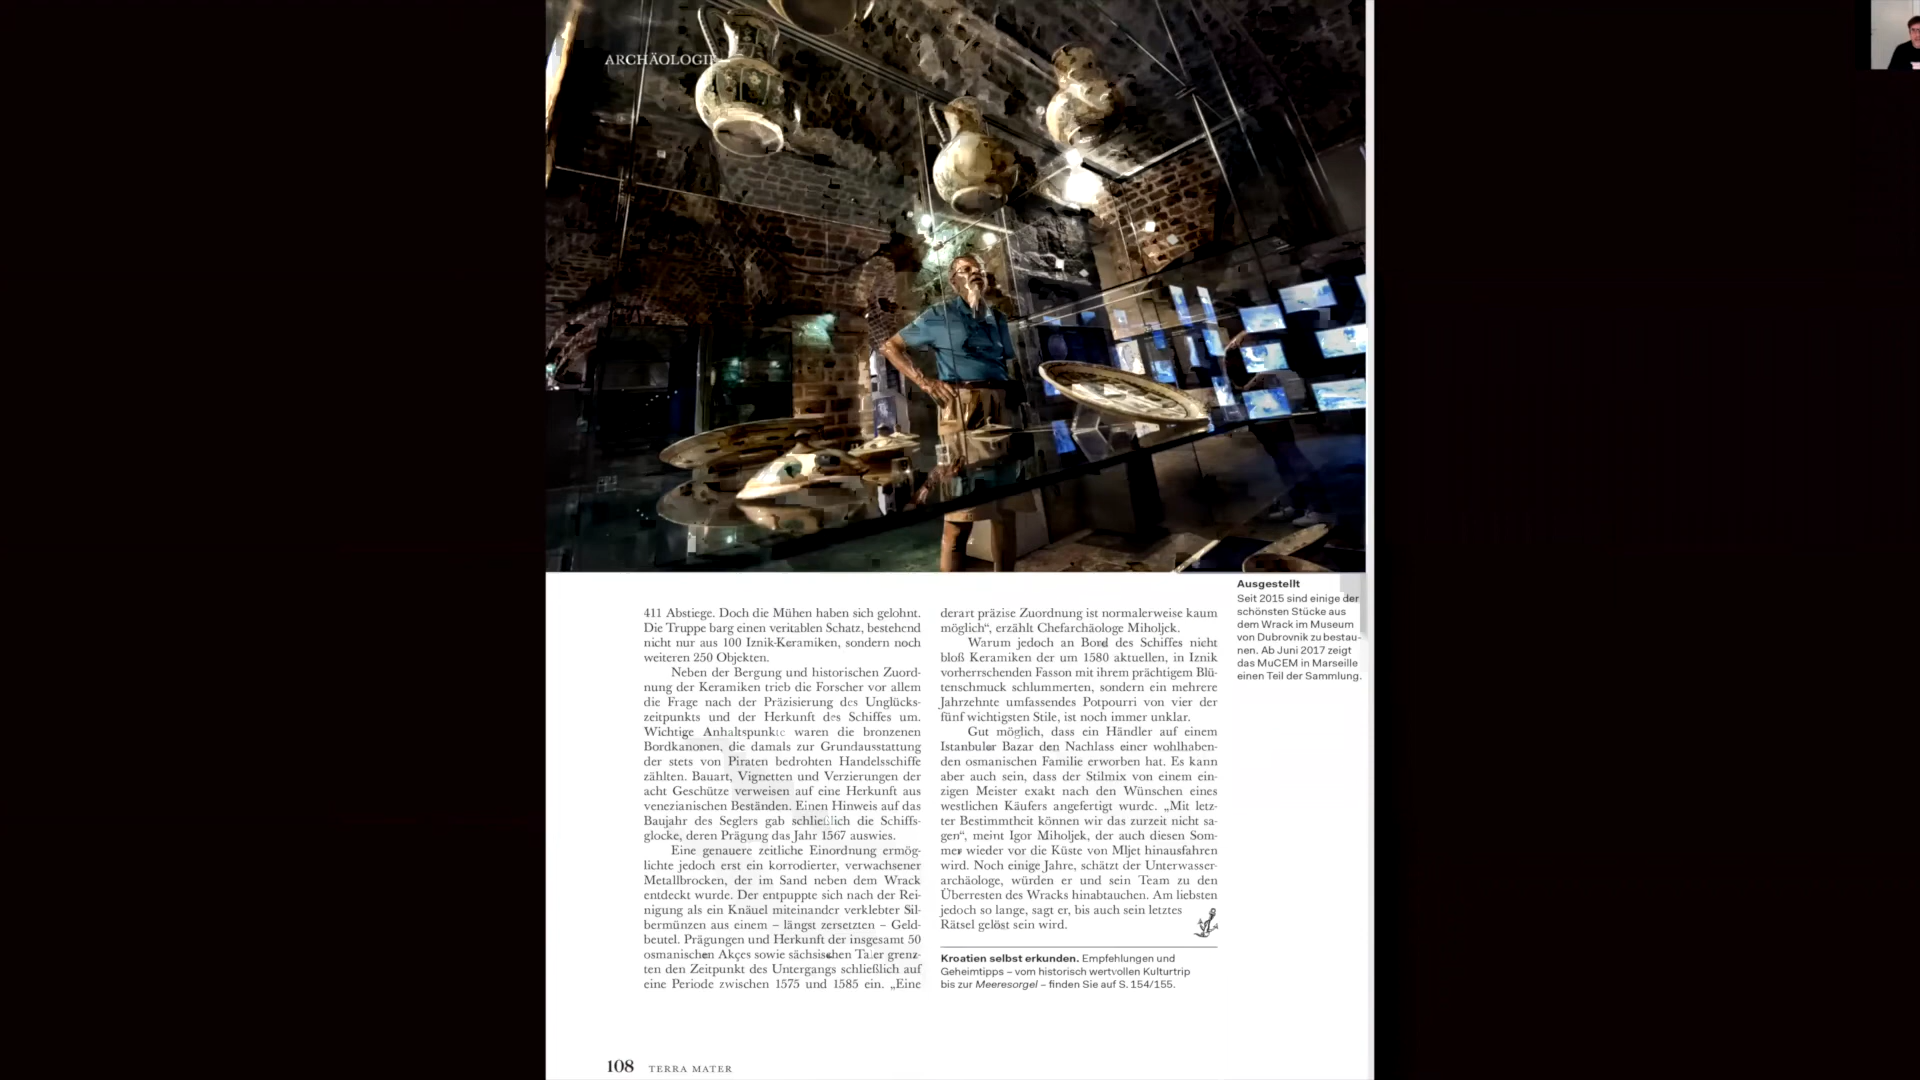 ARCHÄOLOGIE
411 Abstiege. Doch die Mühen haben sich gelohnt.
Die Truppe barg einen veritablen Schatz, bestehend
nicht nur aus 100 Iznik-Keramiken, sondern noch
weiteren 250 Objekten.
Neben der Bergung und historischen Zuord-
nung der Keramiken trieb die Forscher vor allem
die Frage nach der Präzisierung des Unglücks-
zeitpunkts und der Herkunft des Schiffes um.
Wichtige Anhaltspunkte waren die bronzenen
Bordkanonen, die damals zur Grundausstattung
der stets von Piraten bedrohten Handelsschiffe
zählten. Bauart, Vignetten und Verzierungen der
acht Geschütze verweisen auf eine Herkunft aus
venezianischen Beständen. Einen Hinweis auf das
Baujahr des Seglers gab schließlich die Schiffs-
glocke, deren Prägung das Jahr 1567 auswies.
Eine genauere zeitliche Einordnung ermög-
lichte jedoch erst ein korrodierter, verwachsener
Metallbrocken, der im Sand neben dem Wrack
entdeckt wurde. Der entpuppte sich nach der Rei-
nigung als ein Knäuel miteinander verklebter Sil-
bermünzen aus einem – längst zersetzten – Geld-
beutel. Prägungen und Herkunft der insgesamt 50
osmanischen Akçes sowie sächsischen Taler grenz-
ten den Zeitpunkt des Untergangs schließlich auf
eine Periode zwischen 1575 und 1585 ein. „Eine
derart präzise Zuordnung ist normalerweise kaum
möglich“, erzählt Chefarchäologe Miholjek.
Warum jedoch an Bord des Schiffes nicht
bloß Keramiken der um 1580 aktuellen, in Iznik
vorherrschenden Fasson mit ihrem prächtigem Blü-
tenschmuck schlummerten, sondern ein mehrere
Jahrzehnte umfassendes Potpourri von vier der
fünf wichtigsten Stile, ist noch immer unklar.
Gut möglich, dass ein Händler auf einem
Istanbuler Bazar den Nachlass einer wohlhaben-
den osmanischen Familie erworben hat. Es kann
aber auch sein, dass der Stilmix von einem ein-
zigen Meister exakt nach den Wünschen eines
westlichen Käufers angefertigt wurde. „Mit letz-
ter Bestimmtheit können wir das zurzeit nicht sa-
gen“, meint Igor Miholjek, der auch diesen Som-
mer wieder vor die Küste von Mljet hinausfahren
wird. Noch einige Jahre, schätzt der Unterwasser-
archäologe, würden er und sein Team zu den
Überresten des Wracks hinabtauchen. Am liebsten
jedoch so lange, sagt er, bis auch sein letztes
Rätsel gelöst sein wird.
Kroatien selbst erkunden. Empfehlungen und
Geheimtipps – vom historisch wertvollen Kulturtrip
bis zur Meeresorgel – finden Sie auf S. 154/155.
Ausgestellt
Seit 2015 sind einige der
schönsten Stücke aus
dem Wrack im Museum
von Dubrovnik zu bestau-
nen. Ab Juni 2017 zeigt
das MuCEM in Marseille
einen Teil der Sammlung.
108 TERRA MATER